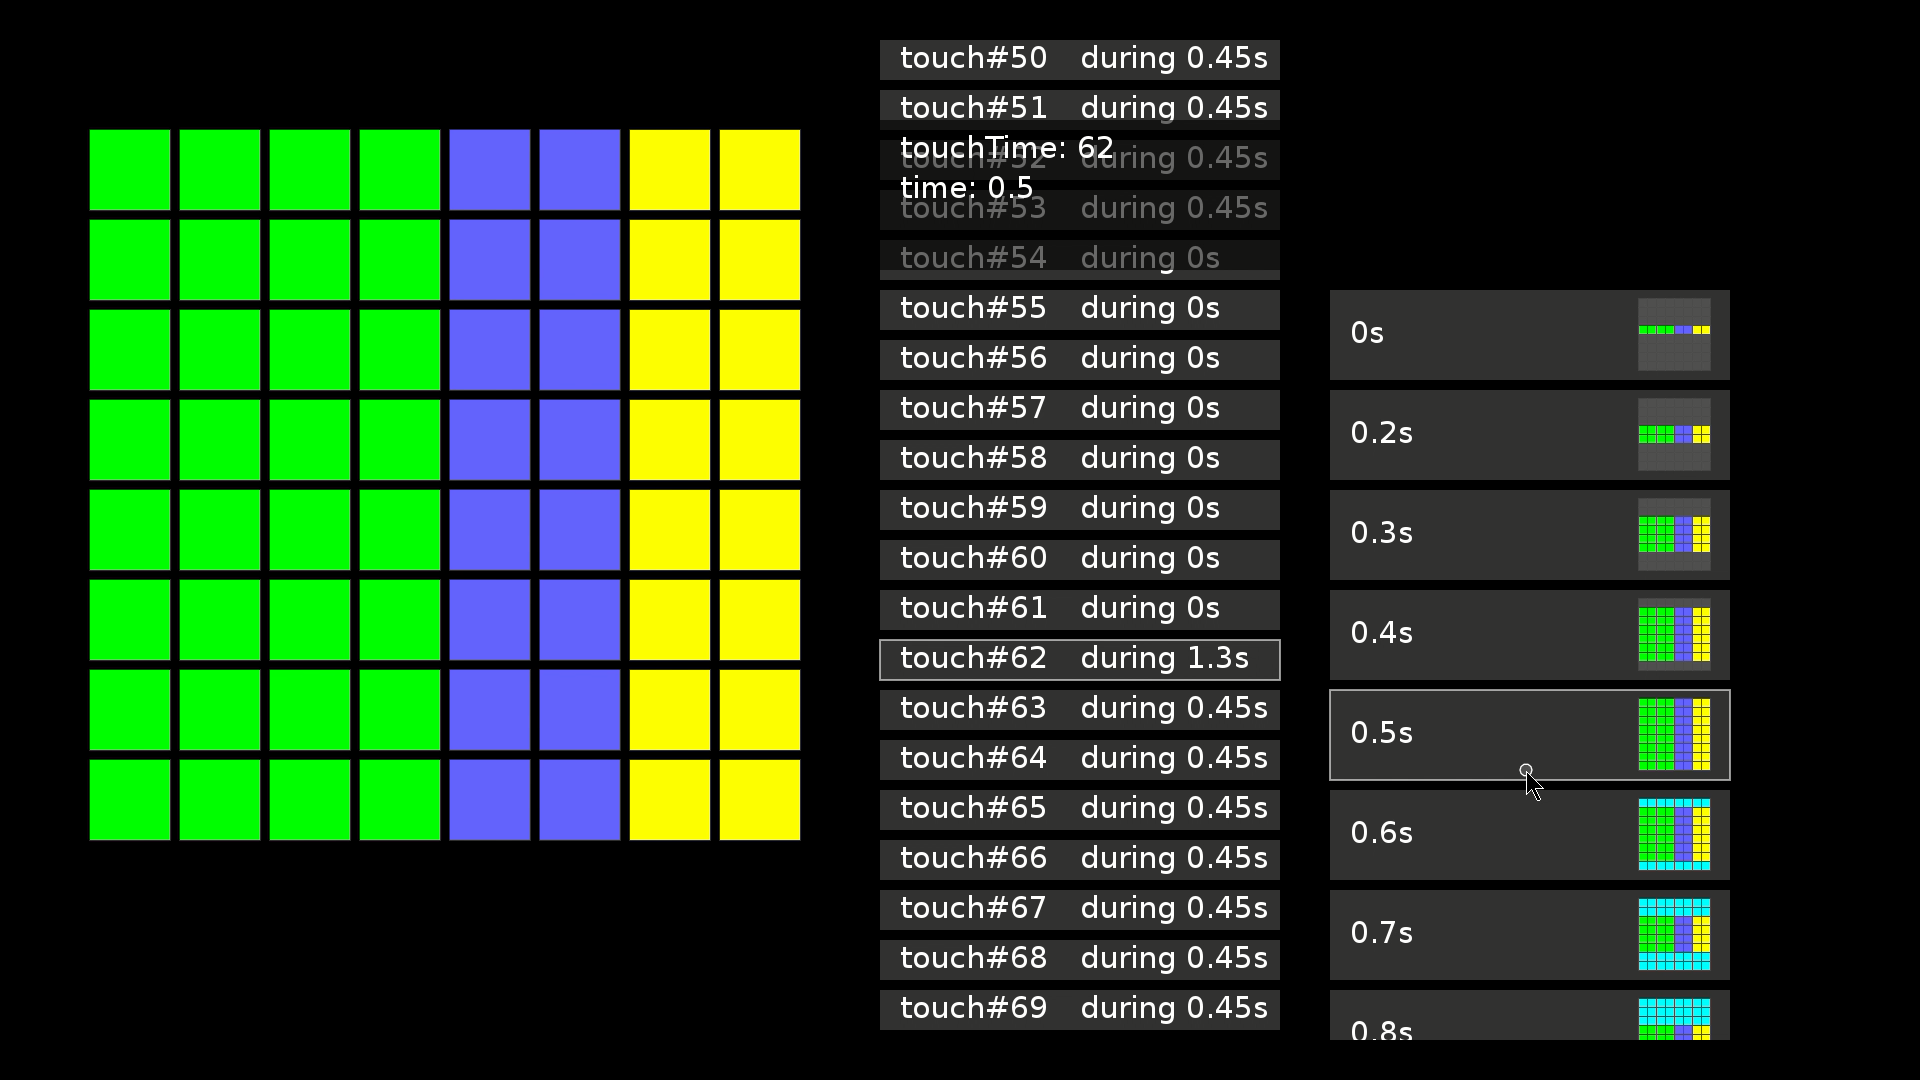 touch#50 during 0.45s
touch#51 during 0.45s
touchTime: 62
touch#52 during 0.45s
time: 0.5
touch#53 during 0.45s
touch#54 during 0s
touch#55 during 0s
touch#56 during 0s
touch#57 during 0s
touch#58 during 0s
touch#59 during 0s
touch#60 during 0s
touch#61 during 0s
touch#62 during 1.3s
touch#63 during 0.45s
touch#64 during 0.45s
touch#65 during 0.45s
touch#66 during 0.45s
touch#67 during 0.45s
touch#68 during 0.45s
touch#69 during 0.45s
0s
0.2s
0.3s
0.4s
0.5s
0.6s
0.7s
0.8s